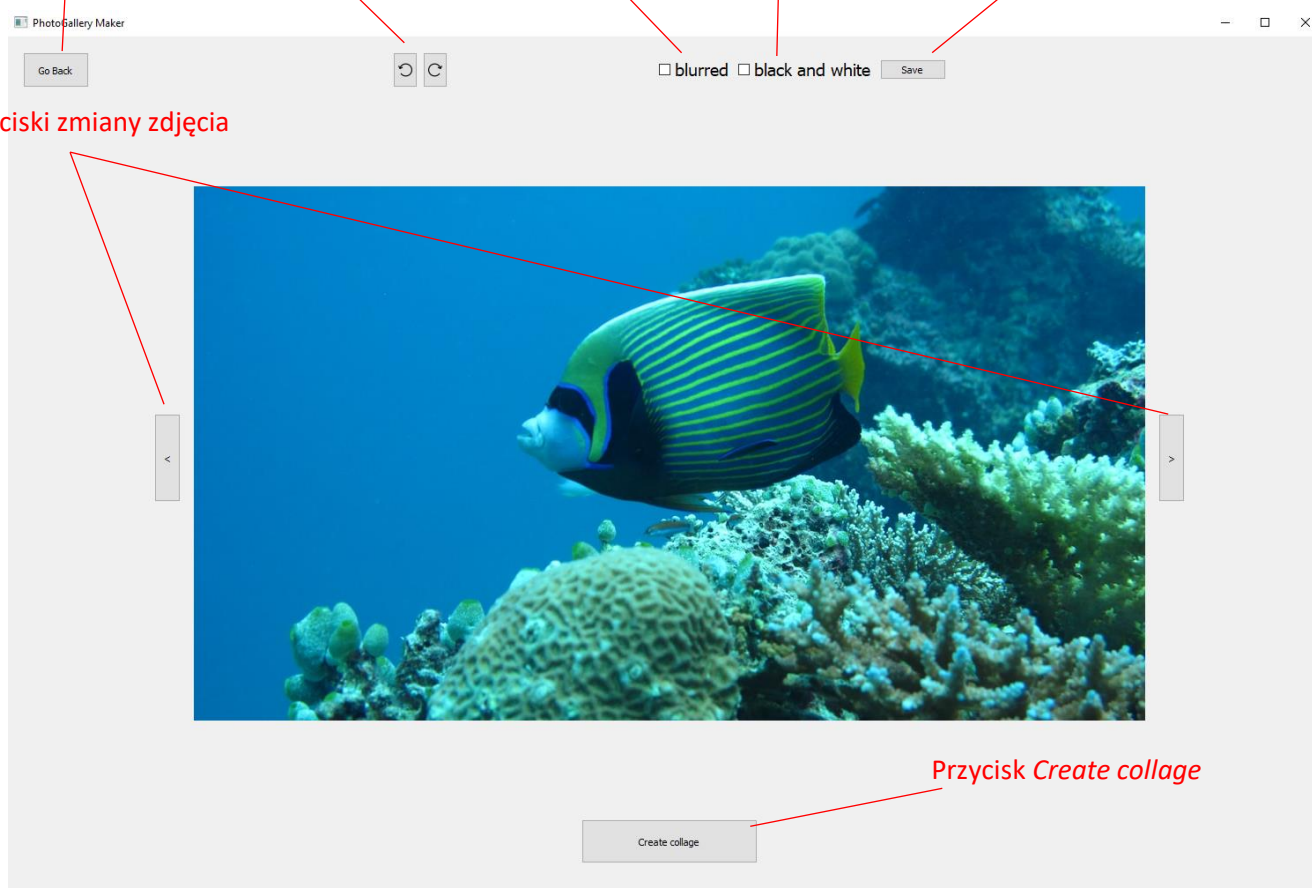 PhotoGallery Maker
Go Back
blurred black and white Save
ciski zmiany zdjęcia
<
>
Przycisk Create collage
Create collage